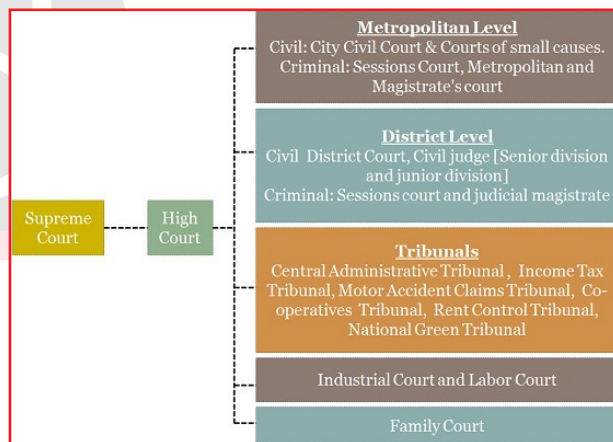 Metropolitan Level
Civil: City Civil Court & Courts of small causes.
Criminal: Sessions Court, Metropolitan and
Magistrate's court
District Level
Civil District Court, Civil judge [Senior division
and junior division]
Criminal: Sessions court and judicial magistrate
Supreme
Court
High
Court
Tribunals
Central Administrative Tribunal , Income Tax
Tribunal, Motor Accident Claims Tribunal, Co-
operatives Tribunal, Rent Control Tribunal,
National Green Tribunal
Industrial Court and Labor Court
Family Court